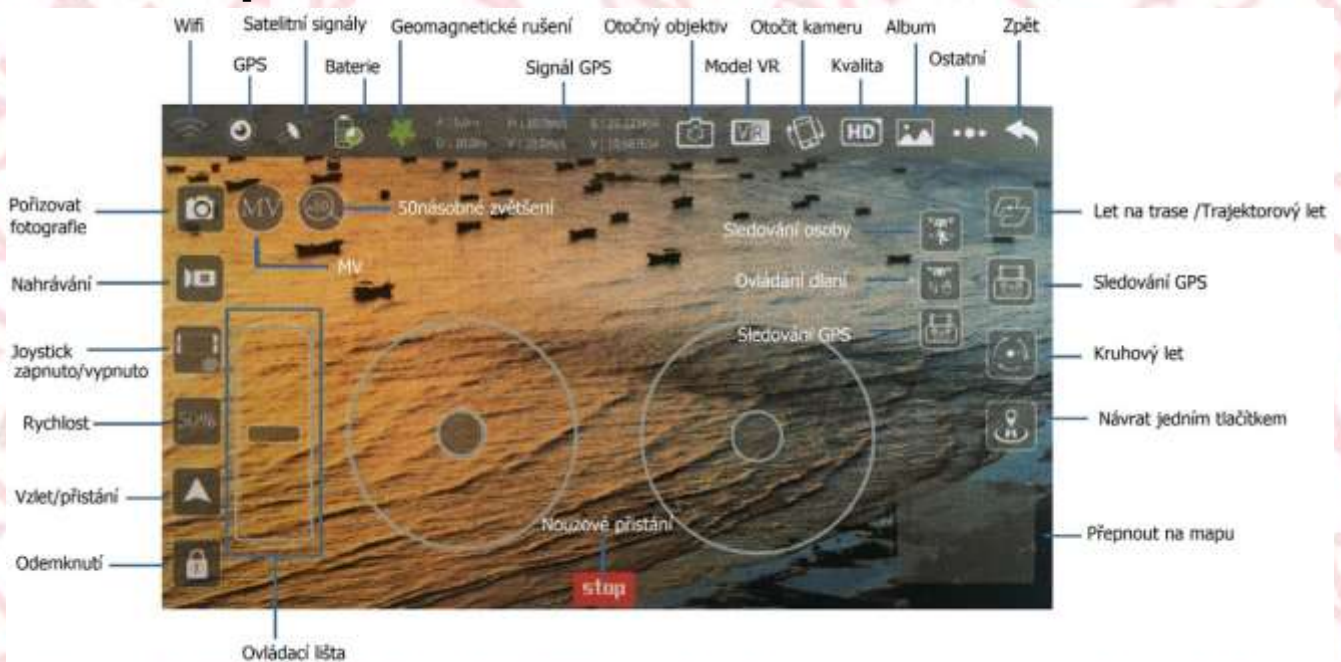 Wifi
Satelitní signály
Geomagnetické rušení
Otočný objektiv
Otočit kameru
Album
Zpět
GPS
Baterie
Signál GPS
Model VR
Kvalita
Ostatní
VR
HD
Pořizovat
fotografie
MV
50násobné zvětšení
Sledování osoby
Let na trase /Trajektorový let
MV
Nahrávání
Ovládání dlaní
Sledování GPS
Sledování GPS
Joystick
zapnuto/vypnuto
Kruhový let
Rychlost
50%
Návrat jedním tlačítkem
Vzlet/přistání
Nouzové přistání
Přepnout na mapu
Odemknutí
stop
Ovládací lišta